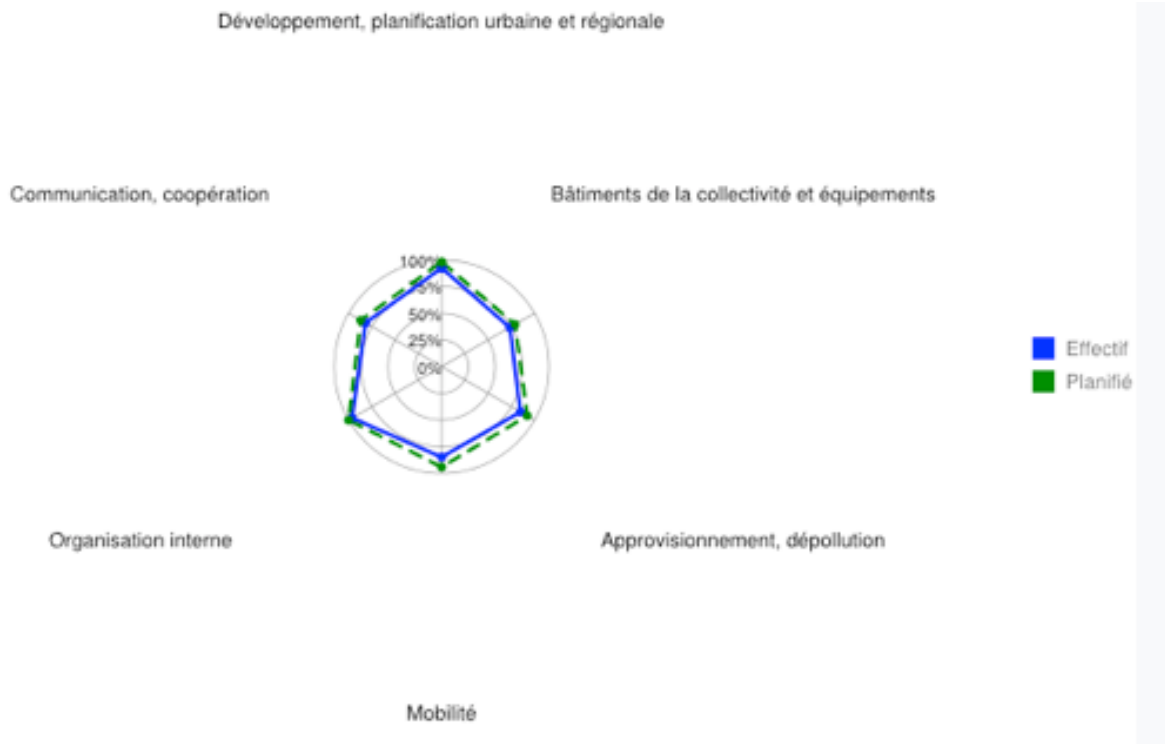 Développement, planification urbaine et régionale
Communication, coopération
Bâtiments de la collectivité et équipements
100%
5%
50%
25%
0%
Effectif
Planifié
Organisation interne
Approvisionnement, dépollution
Mobilité